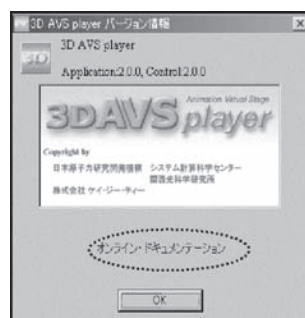 3D AVS player バージョン情報
3D
3D AVS player
Application:2.0.0, Control:2.0.0
3DAVS
Animation Virtual Stage
player
Copyright by
日本原子力研究開発機構 システム計算科学センター
関西光科学研究所
株式会社 ケイ・ジー・ティー
オンライン・ドキュメンテーション
OK